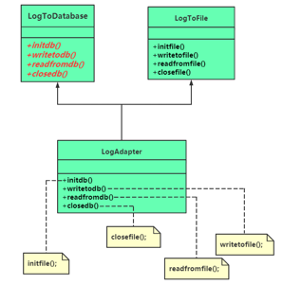 LogToDatabase
+initdb()
+writetodb()
+readfromdb()
+closedb()
LogToFile
+initfile()
+writetofile()
+readfromfile()
+closefile()
LogAdapter
+initdb()
+writetodb()
+readfromdb()
+closedb()
closefile();
writetofile();
initfile();
readfromfile();